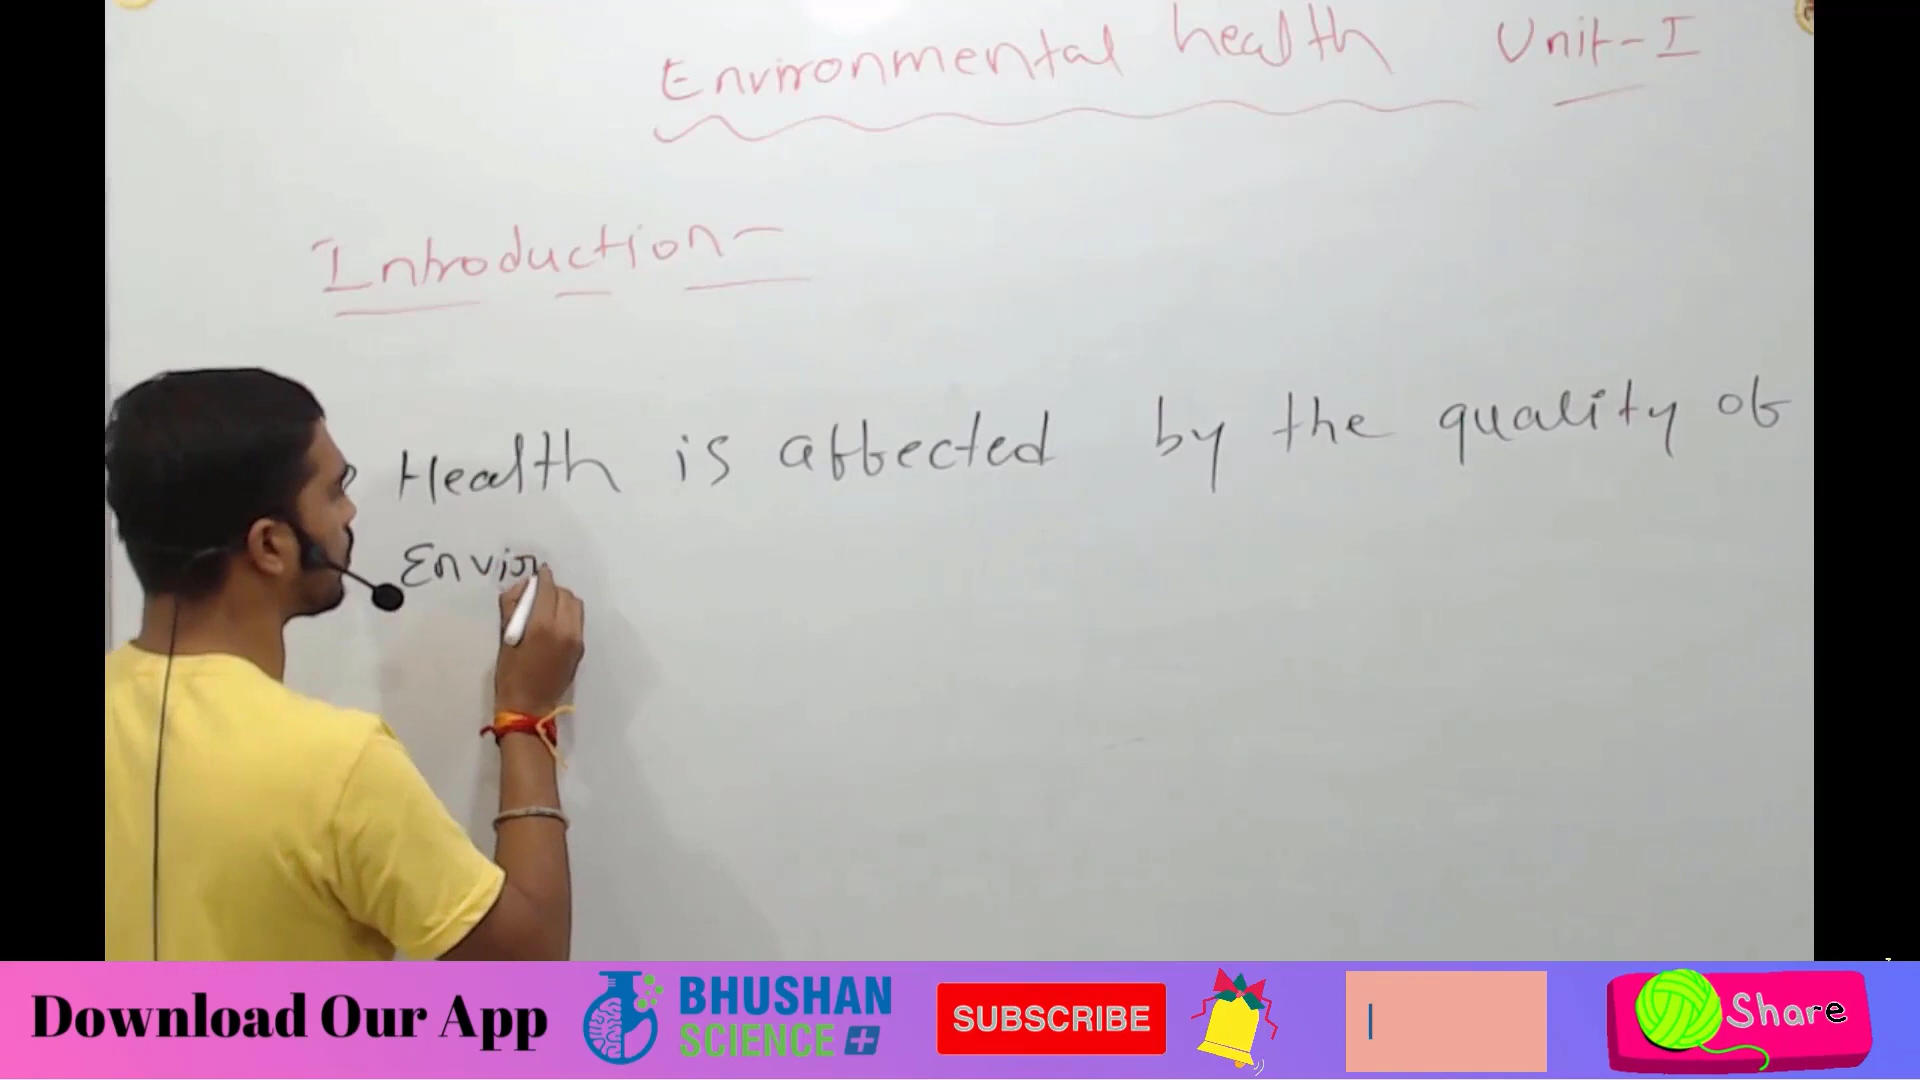 Environmental health Unit-I
Introduction-
Health is affected by the quality of
Envir
Download Our App
BHUSHAN
SCIENCE
SUBSCRIBE
Share